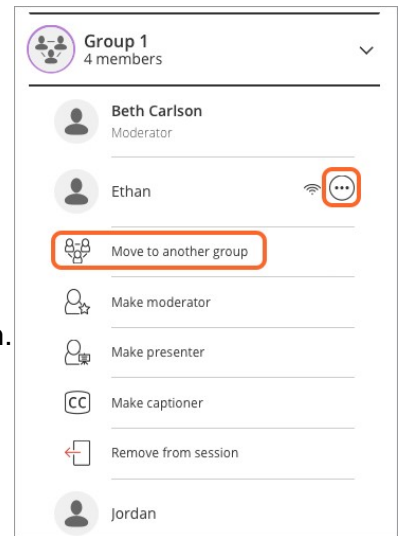 Group 1
4 members
Beth Carlson
Moderator
Ethan
Move to another group
Make moderator
n.
Make presenter
CC Make captioner
Remove from session
Jordan